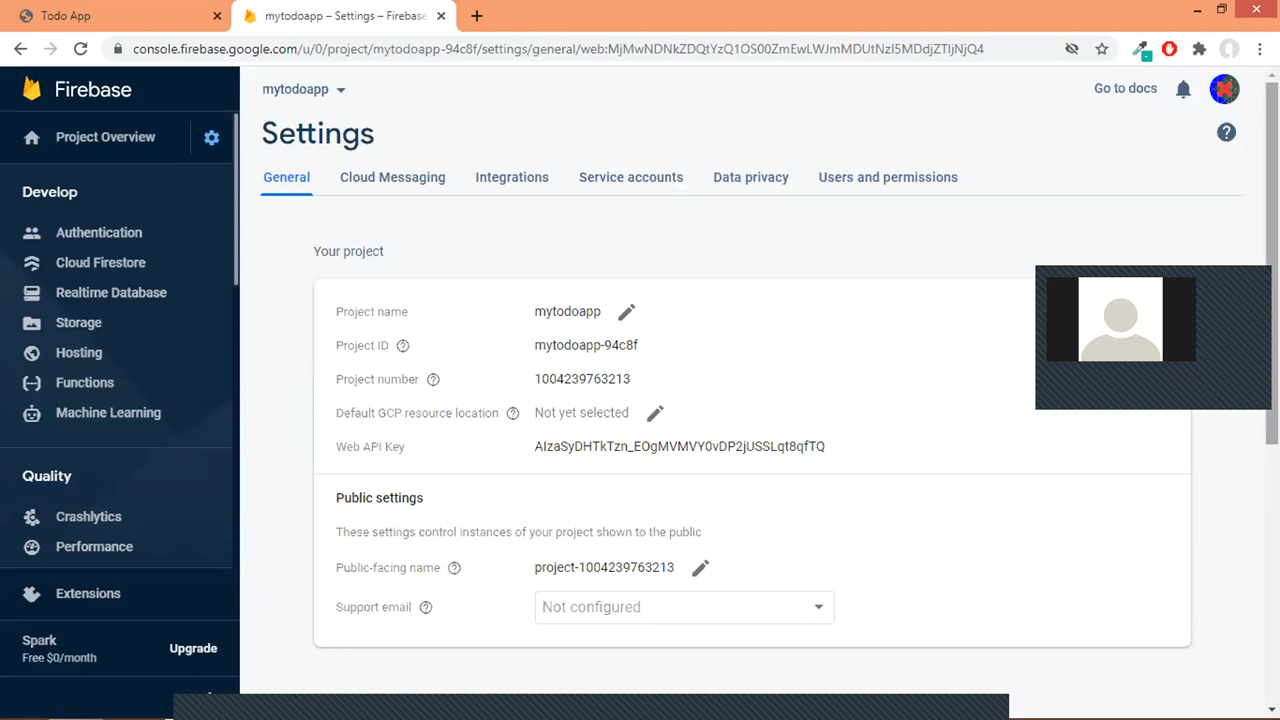 Todo App
mytodoapp – Settings – Firebase
console.firebase.google.com/u/0/project/mytodoapp-94c8f/settings/general/web:MjMwNDNkZDQtYzQ1OS00ZmEwLWJmMDUtNzI5MDdjZTljNjQ4
Firebase
mytodoapp
Go to docs
Project Overview
Settings
General Cloud Messaging Integrations Service accounts Data privacy Users and permissions
Develop
Authentication
Cloud Firestore
Realtime Database
Storage
Hosting
Functions
Machine Learning
Quality
Crashlytics
Performance
Extensions
Spark
Free $0/month
Upgrade
Your project
Project name mytodoapp
Project ID mytodoapp-94c8f
Project number 1004239763213
Default GCP resource location Not yet selected
Web API Key AIzaSyDHTkTzn_EOgMVMVY0vDP2jUSSLqt8qfTQ
Public settings
These settings control instances of your project shown to the public
Public-facing name project-1004239763213
Support email Not configured